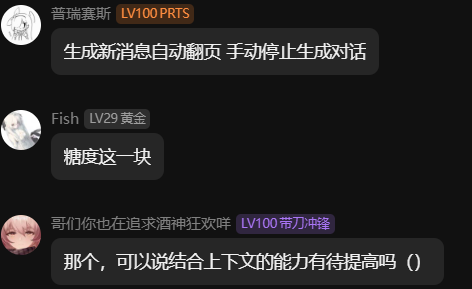 普瑞赛斯 LV100 PRTS
生成新消息自动翻页 手动停止生成对话
Fish LV29 黄金
糖度这一块
哥们你也在追求酒神狂欢咩 LV100 带刀冲锋
那个，可以说结合上下文的能力有待提高吗（）